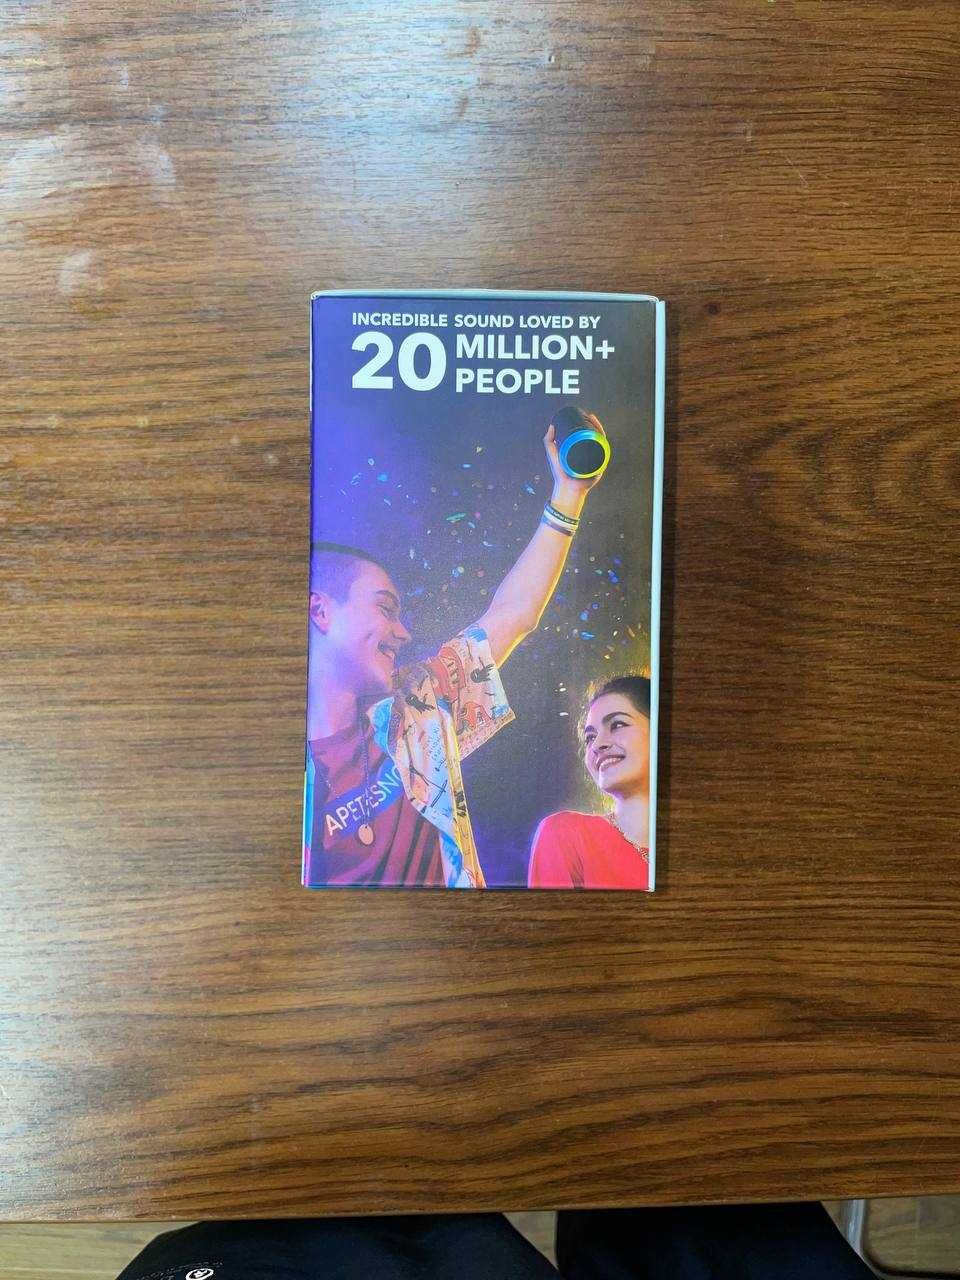 INCREDIBLE SOUND LOVED BY
20 MILLION+
PEOPLE
®